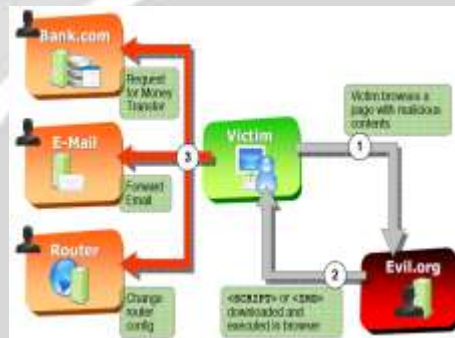 Bank.com
Request
for Money
Transfer
E-Mail
Forward
Email
Router
Change
router
config
3
Victim
Victim browses a
page with malicious
contents
1
Evil.org
2
<SCRIPT> or <IMG>
downloaded and
executed in browser